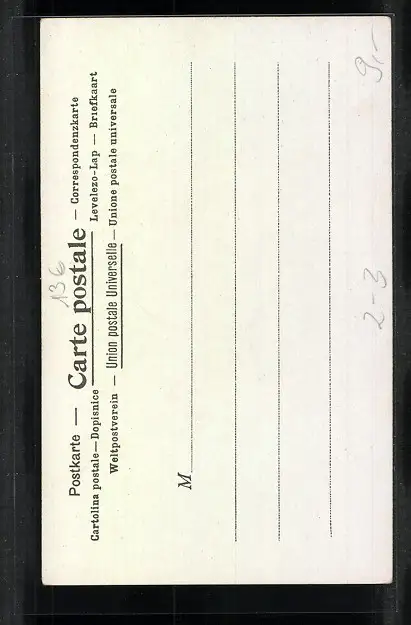 136
Postkarte — Carte postale — Correspondenzkarte
Cartolina postale — Dopisnice Levelezo-Lap — Briefkaart
Weltpostverein — Union postale Universelle — Unione postale universale
M
9,-
2-3